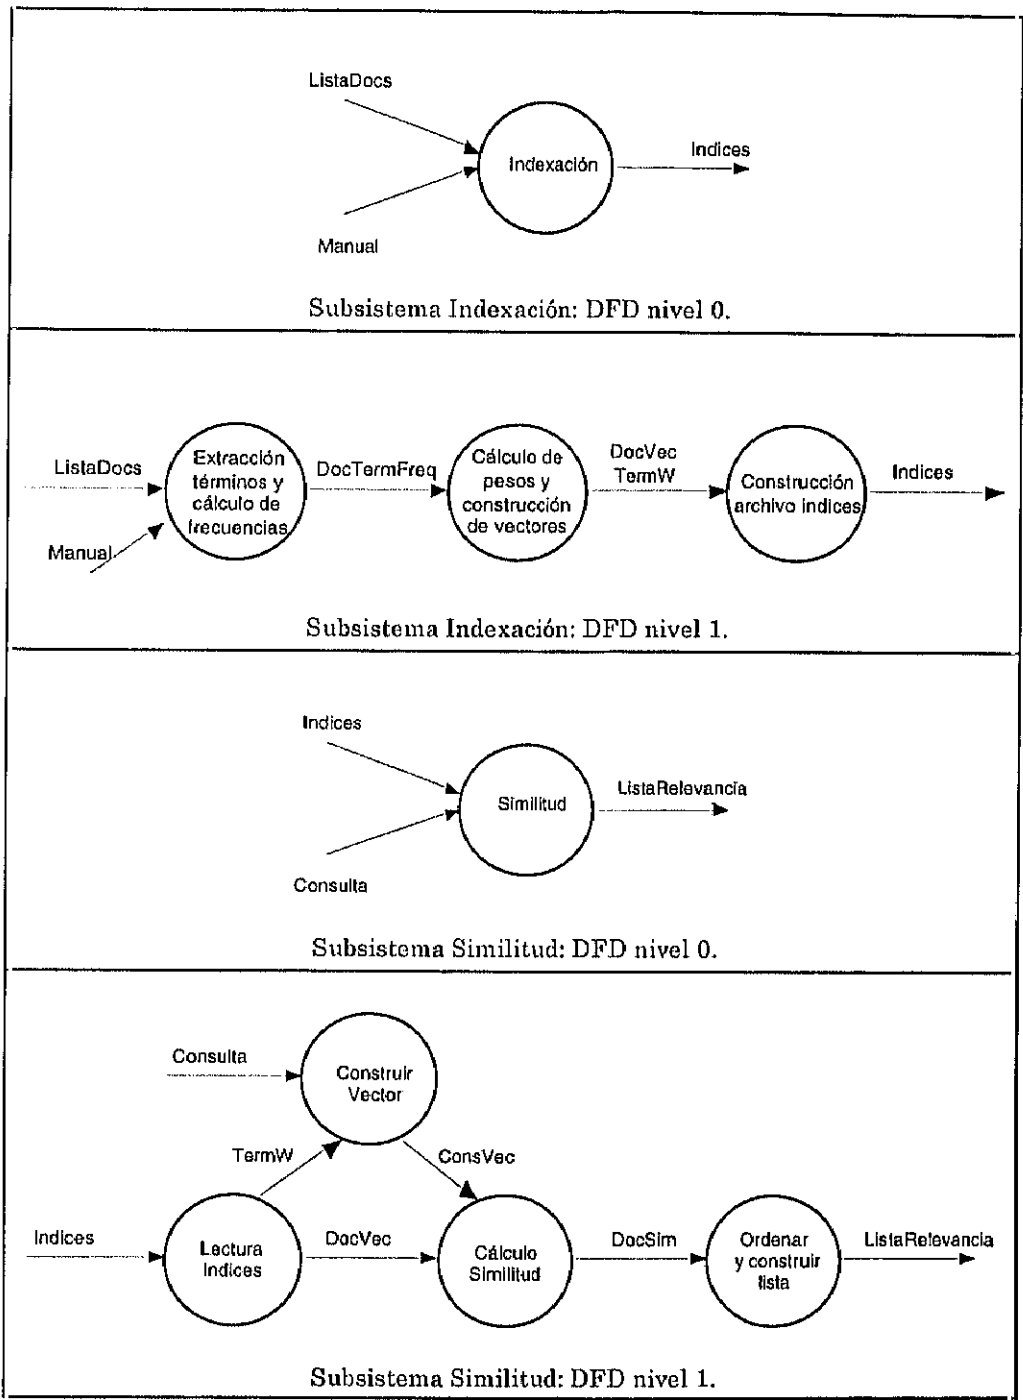 ListaDocs
Indexación
Indices
Manual
Subsistema Indexación: DFD nivel 0.
ListaDocs
Manual
Extracción
términos y
cálculo de
frecuencias
DocTermFreq
Cálculo de
pesos y
construcción
de vectores
DocVec
TermW
Construcción
archivo indices
Indices
Subsistema Indexación: DFD nivel 1.
Indices
Similitud
ListaRelevancia
Consulta
Subsistema Similitud: DFD nivel 0.
Consulta
Construir
Vector
TermW
ConsVec
Indices
Lectura
Indices
DocVec
Cálculo
Similitud
DocSim
Ordenar
y construir
lista
ListaRelevancia
Subsistema Similitud: DFD nivel 1.